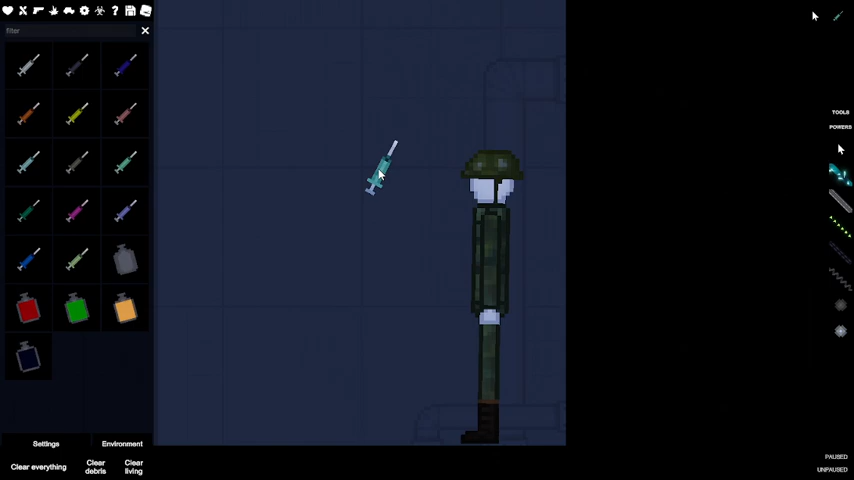 filter
TOOLS
POWERS
Settings
Environment
Clear everything
Clear debris
Clear living
PAUSED
UNPAUSED